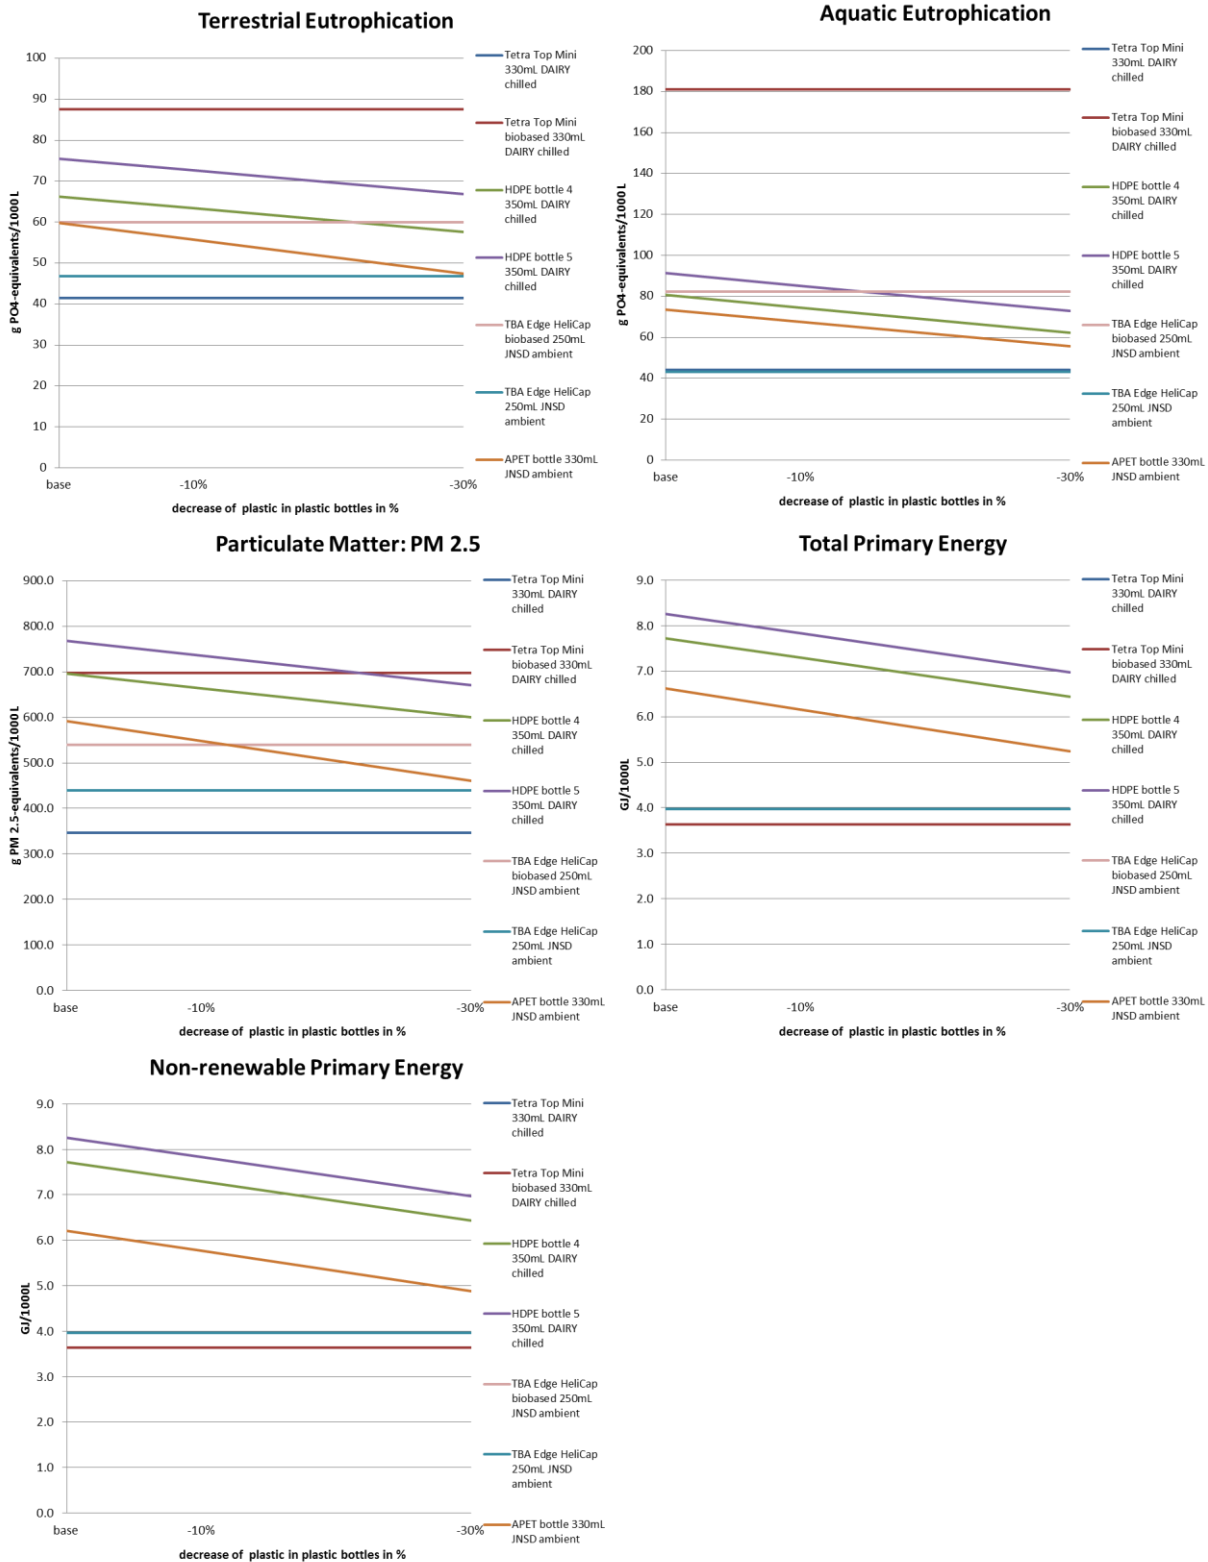 Terrestrial Eutrophication
g PO4-equivalents/1000 L
100
90
80
70
60
50
40
30
20
10
0
base
-10%
-30%
decrease of plastic in plastic bottles in %
Tetra Top Mini
330mL DAIRY
chilled
Tetra Top Mini
biobased 330mL
DAIRY chilled
HDPE bottle 4
350mL DAIRY
chilled
HDPE bottle 5
350mL DAIRY
chilled
TBA Edge HeliCap
biobased 250mL
JNSD ambient
TBA Edge HeliCap
250mL JNSD
ambient
APET bottle 330mL
JNSD ambient
Aquatic Eutrophication
g PO4-equivalents/1000 L
200
180
160
140
120
100
80
60
40
20
0
base
-10%
-30%
decrease of plastic in plastic bottles in %
Tetra Top Mini
330mL DAIRY
chilled
Tetra Top Mini
biobased 330mL
DAIRY chilled
HDPE bottle 4
350mL DAIRY
chilled
HDPE bottle 5
350mL DAIRY
chilled
TBA Edge HeliCap
biobased 250mL
JNSD ambient
TBA Edge HeliCap
250mL JNSD
ambient
APET bottle 330mL
JNSD ambient
Particulate Matter: PM 2.5
g PM 2.5-equivalents/1000 L
900.0
800.0
700.0
600.0
500.0
400.0
300.0
200.0
100.0
0.0
base
-10%
-30%
decrease of plastic in plastic bottles in %
Tetra Top Mini
330mL DAIRY
chilled
Tetra Top Mini
biobased 330mL
DAIRY chilled
HDPE bottle 4
350mL DAIRY
chilled
HDPE bottle 5
350mL DAIRY
chilled
TBA Edge HeliCap
biobased 250mL
JNSD ambient
TBA Edge HeliCap
250mL JNSD
ambient
APET bottle 330mL
JNSD ambient
Total Primary Energy
GJ/1000L
9.0
8.0
7.0
6.0
5.0
4.0
3.0
2.0
1.0
0.0
base
-10%
-30%
decrease of plastic in plastic bottles in %
Tetra Top Mini
330mL DAIRY
chilled
Tetra Top Mini
biobased 330mL
DAIRY chilled
HDPE bottle 4
350mL DAIRY
chilled
HDPE bottle 5
350mL DAIRY
chilled
TBA Edge HeliCap
biobased 250mL
JNSD ambient
TBA Edge HeliCap
250mL JNSD
ambient
APET bottle 330mL
JNSD ambient
Non-renewable Primary Energy
GJ/1000L
9.0
8.0
7.0
6.0
5.0
4.0
3.0
2.0
1.0
0.0
base
-10%
-30%
decrease of plastic in plastic bottles in %
Tetra Top Mini
330mL DAIRY
chilled
Tetra Top Mini
biobased 330mL
DAIRY chilled
HDPE bottle 4
350mL DAIRY
chilled
HDPE bottle 5
350mL DAIRY
chilled
TBA Edge HeliCap
biobased 250mL
JNSD ambient
TBA Edge HeliCap
250mL JNSD
ambient
APET bottle 330mL
JNSD ambient